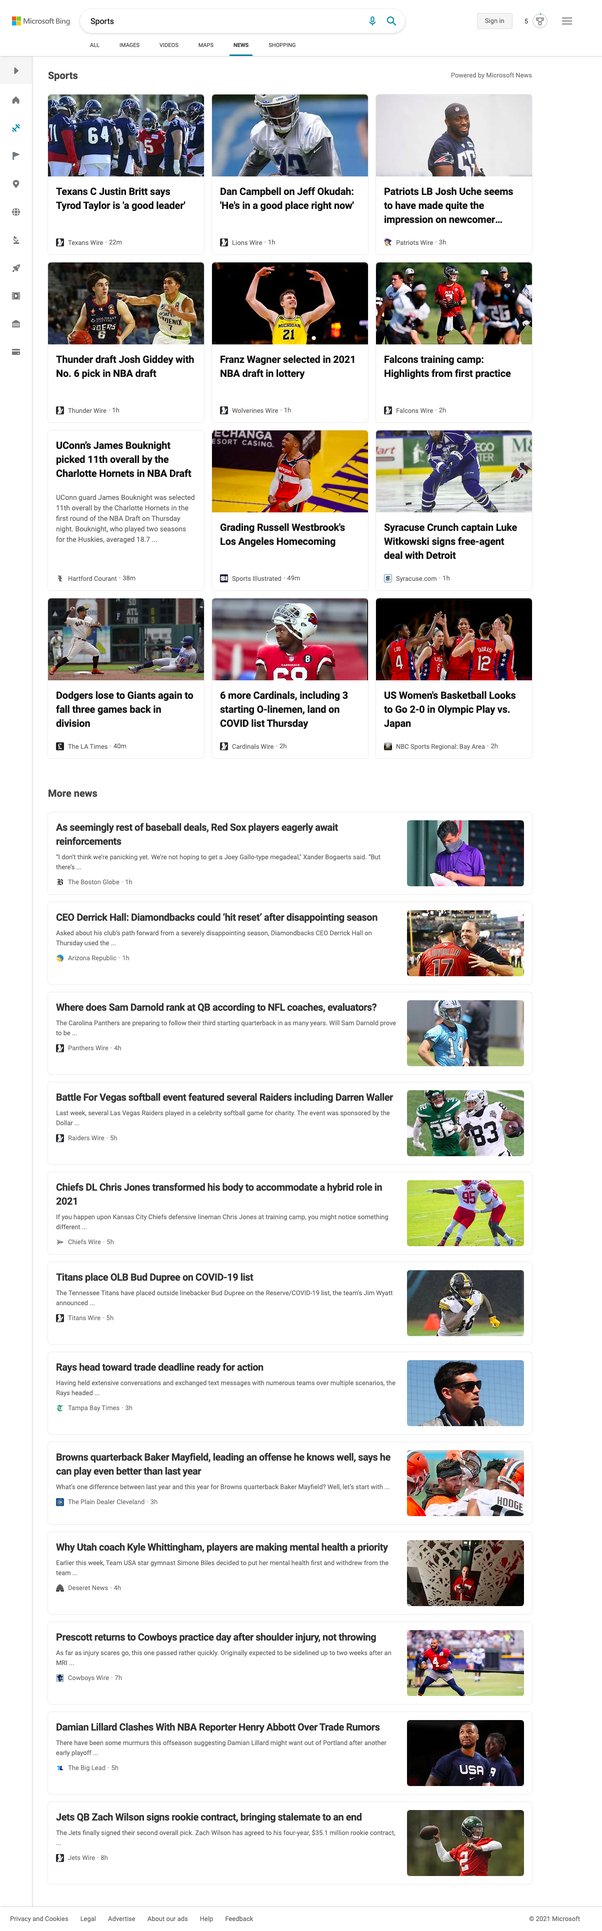 Microsoft Bing
Sports
Sign in
5
ALL
IMAGES
VIDEOS
MAPS
NEWS
SHOPPING
Sports
Powered by Microsoft News
Texans C Justin Britt says
Tyrod Taylor is 'a good leader'
Texans Wire · 22m
Dan Campbell on Jeff Okudah:
'He's in a good place right now'
Lions Wire · 1h
Patriots LB Josh Uche seems
to have made quite the
impression on newcomer...
Patriots Wire · 3h
Thunder draft Josh Giddey with
No. 6 pick in NBA draft
Thunder Wire · 1h
MICHIGAN
21
Franz Wagner selected in 2021
NBA draft in lottery
Wolverines Wire · 1h
Falcons training camp:
Highlights from first practice
Falcons Wire · 2h
UConn's James Bouknight
picked 11th overall by the
Charlotte Hornets in NBA Draft
UConn guard James Bouknight was selected
11th overall by the Charlotte Hornets in the
first round of the NBA Draft on Thursday
night. Bouknight, who played two seasons
for the Huskies, averaged 18.7 ...
Hartford Courant · 38m
Grading Russell Westbrook's
Los Angeles Homecoming
Sports Illustrated · 49m
Syracuse Crunch captain Luke
Witkowski signs free-agent
deal with Detroit
Syracuse.com · 1h
Dodgers lose to Giants again to
fall three games back in
division
The LA Times · 40m
6 more Cardinals, including 3
starting O-linemen, land on
COVID list Thursday
Cardinals Wire · 2h
US Women's Basketball Looks
to Go 2-0 in Olympic Play vs.
Japan
NBC Sports Regional: Bay Area · 2h
More news
As seemingly rest of baseball deals, Red Sox players eagerly await
reinforcements
"I don't think we're panicking yet. We're not hoping to get a Joey Gallo-type megadeal," Xander Bogaerts said. "But
there's ...
The Boston Globe · 1h
CEO Derrick Hall: Diamondbacks could 'hit reset' after disappointing season
Asked about his club's path forward from a severely disappointing season, Diamondbacks CEO Derrick Hall on
Thursday used the ...
Arizona Republic · 1h
17
Where does Sam Darnold rank at QB according to NFL coaches, evaluators?
The Carolina Panthers are preparing to follow their third starting quarterback in as many years. Will Sam Darnold prove
to be ...
Panthers Wire · 4h
14
Battle For Vegas softball event featured several Raiders including Darren Waller
Last week, several Las Vegas Raiders played in a celebrity softball game for charity. The event was sponsored by the
Dollar ...
Raiders Wire · 5h
83
Chiefs DL Chris Jones transformed his body to accommodate a hybrid role in
2021
If you happen upon Kansas City Chiefs defensive lineman Chris Jones at training camp, you might notice something
different ...
Chiefs Wire · 5h
95
Titans place OLB Bud Dupree on COVID-19 list
The Tennessee Titans have placed outside linebacker Bud Dupree on the Reserve/COVID-19 list, the team's Jim Wyatt
announced ...
Titans Wire · 5h
Rays head toward trade deadline ready for action
Having held extensive conversations and exchanged text messages with numerous teams over multiple scenarios, the
Rays headed ...
Tampa Bay Times · 3h
Browns quarterback Baker Mayfield, leading an offense he knows well, says he
can play even better than last year
What's one difference between last year and this year for Browns quarterback Baker Mayfield? Well, let's start with ...
The Plain Dealer Cleveland · 3h
HODGE
Why Utah coach Kyle Whittingham, players are making mental health a priority
Earlier this week, Team USA star gymnast Simone Biles decided to put her mental health first and withdrew from the
team ...
Deseret News · 4h
Prescott returns to Cowboys practice day after shoulder injury, not throwing
As far as injury scares go, this one passed rather quickly. Originally expected to be sidelined up to two weeks after an
MRI ...
Cowboys Wire · 7h
4
Damian Lillard Clashes With NBA Reporter Henry Abbott Over Trade Rumors
There have been some murmurs this offseason suggesting Damian Lillard might want out of Portland after another
early playoff ...
The Big Lead · 5h
USA
Jets QB Zach Wilson signs rookie contract, bringing stalemate to an end
The Jets finally signed their second overall pick. Zach Wilson has agreed to his four-year, $35.1 million rookie contract,
...
Jets Wire · 8h
2
Privacy and Cookies
Legal
Advertise
About our ads
Help
Feedback
© 2021 Microsoft